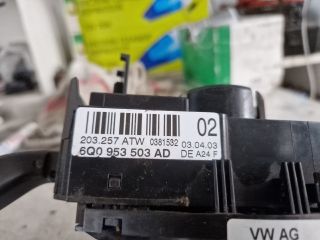 02
203.257 ATW 0381532 03.04.03
6Q0 953 503 AD DE A24 F
VW AG